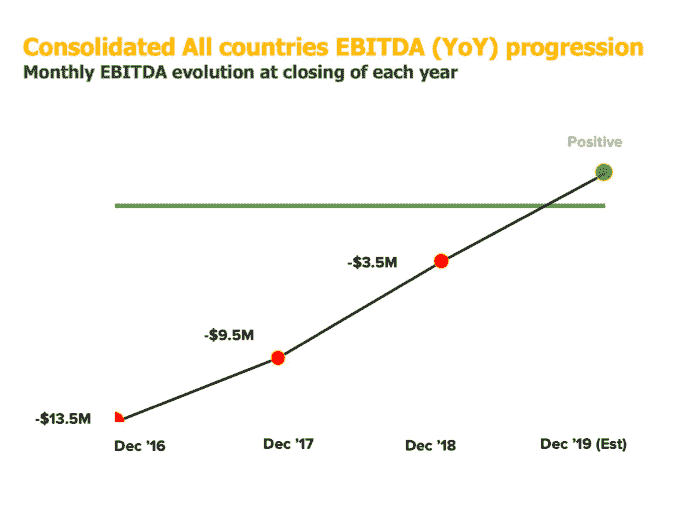 Consolidated All countries EBITDA (YoY) progression
Monthly EBITDA evolution at closing of each year
Positive
-$3.5M
-$9.5M
-$13.5M
Dec '16
Dec '17
Dec '18
Dec '19 (Est)